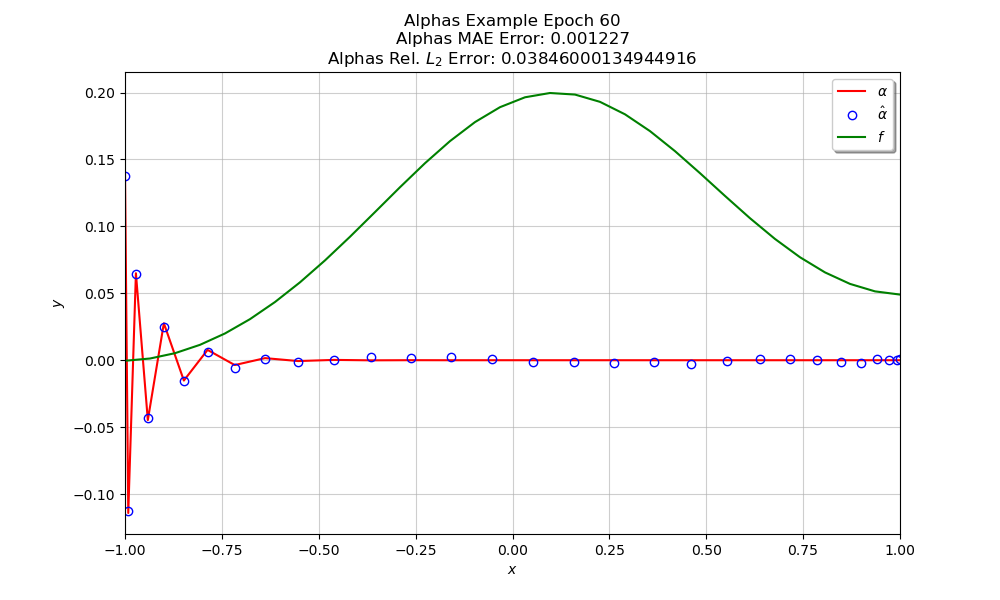 Alphas Example Epoch 60
Alphas MAE Error: 0.001227
Alphas Rel. L₂ Error: 0.03846000134944916
α
α̂
f
0.20
0.15
0.10
0.05
0.00
−0.05
−0.10
y
−1.00 −0.75 −0.50 −0.25 0.00 0.25 0.50 0.75 1.00
x